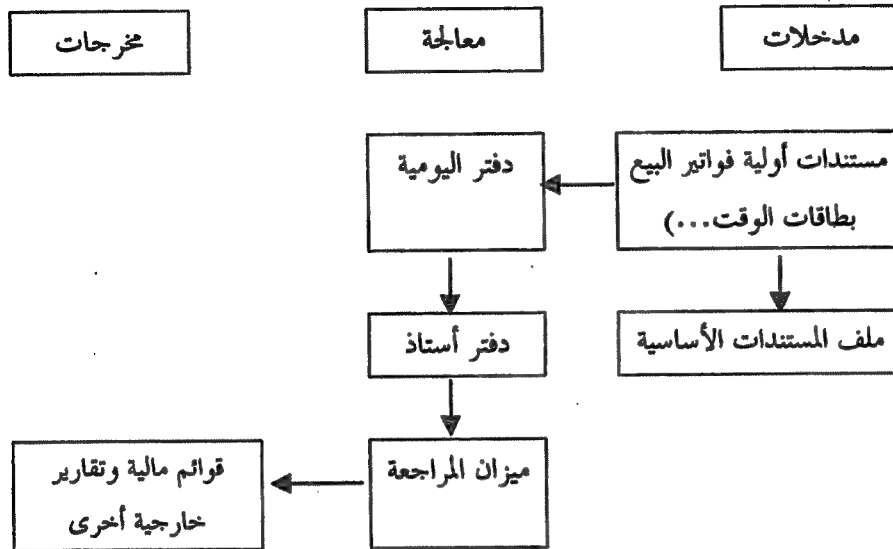 مدخلات
معالجة
مخرجات
مستندات أولية فواتير البيع
بطاقات الوقت...)
دفتر اليومية
ملف المستندات الأساسية
دفتر أستاذ
ميزان المراجعة
قوائم مالية وتقارير
خارجية أخرى